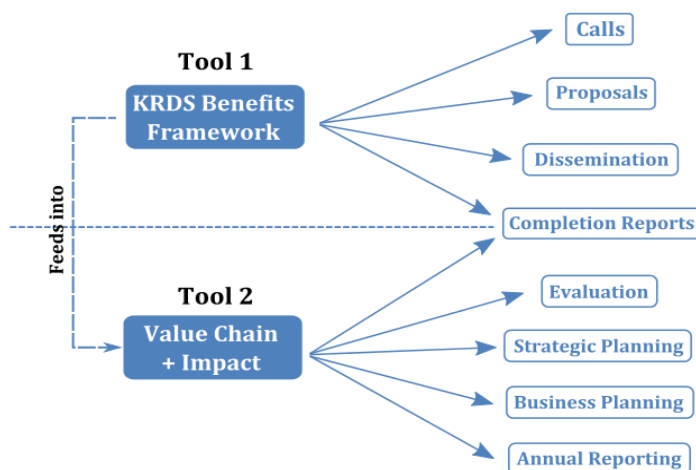 Tool 1
KRDS Benefits
Framework
Calls
Proposals
Dissemination
Completion Reports
Feeds into
Tool 2
Value Chain
+ Impact
Evaluation
Strategic Planning
Business Planning
Annual Reporting